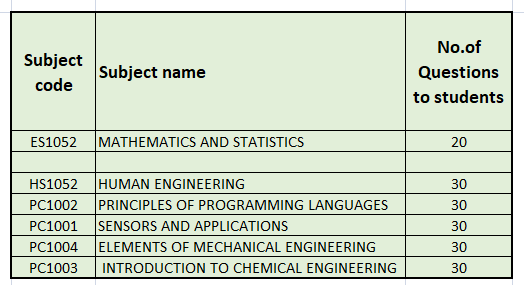 Subject code Subject name No.of Questions to students
ES1052 MATHEMATICS AND STATISTICS 20
HS1052 HUMAN ENGINEERING 30
PC1002 PRINCIPLES OF PROGRAMMING LANGUAGES 30
PC1001 SENSORS AND APPLICATIONS 30
PC1004 ELEMENTS OF MECHANICAL ENGINEERING 30
PC1003 INTRODUCTION TO CHEMICAL ENGINEERING 30